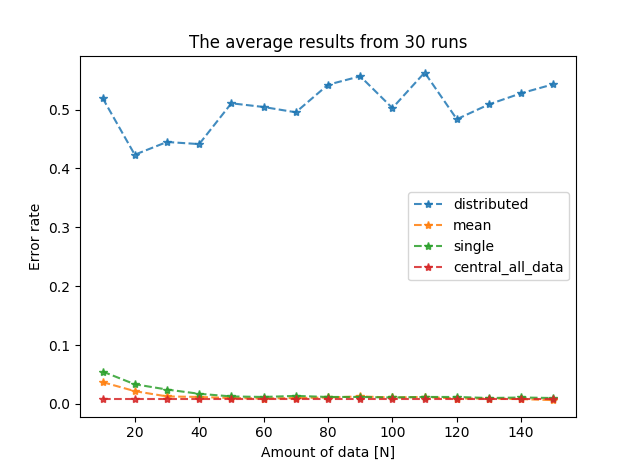 The average results from 30 runs
Error rate
0.5
0.4
0.3
0.2
0.1
0.0
distributed
mean
single
central_all_data
20 40 60 80 100 120 140
Amount of data [N]